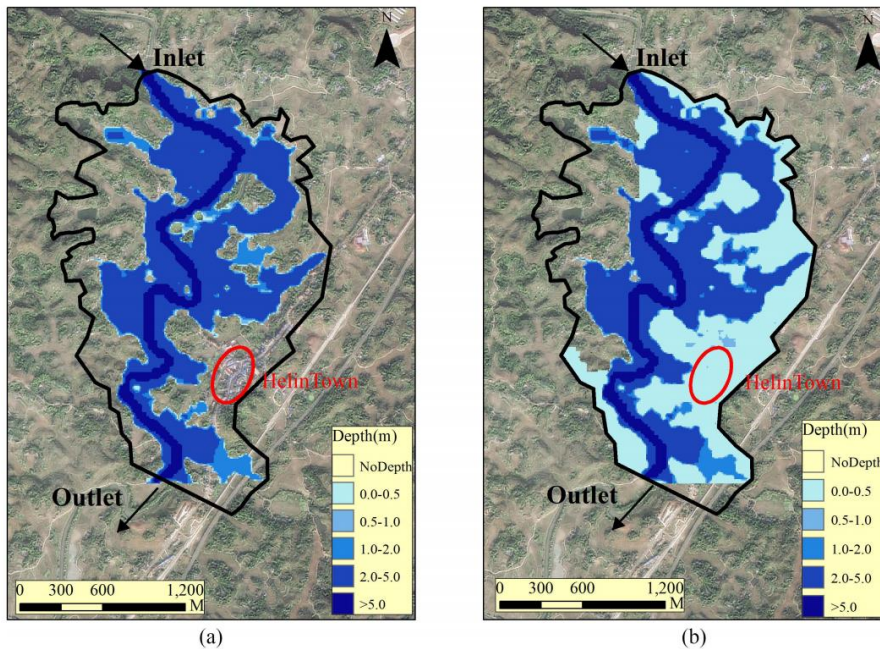 N
Inlet
HelinTown
Outlet
Depth(m)
NoDepth
0.0-0.5
0.5-1.0
1.0-2.0
2.0-5.0
>5.0
0 300 600 1,200
M
(a)
N
Inlet
HelinTown
Outlet
Depth(m)
NoDepth
0.0-0.5
0.5-1.0
1.0-2.0
2.0-5.0
>5.0
0 300 600 1,200
M
(b)